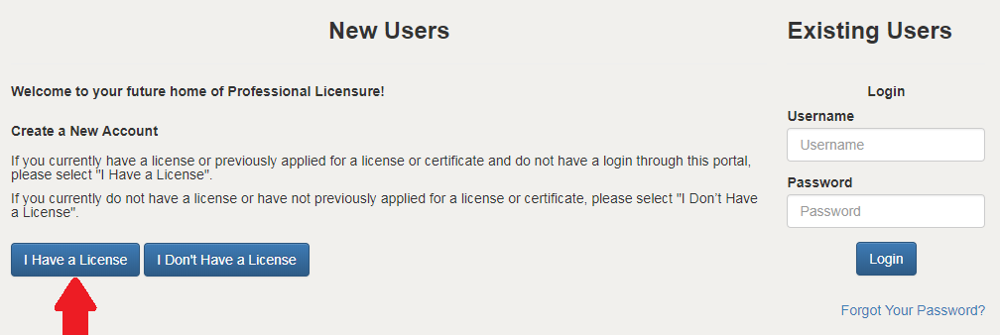 New Users
Welcome to your future home of Professional Licensure!
Create a New Account
If you currently have a license or previously applied for a license or certificate and do not have a login through this portal,
please select "I Have a License".
If you currently do not have a license or have not previously applied for a license or certificate, please select "I Don’t Have
a License".
I Have a License
I Don't Have a License
Existing Users
Login
Username
Username
Password
Password
Login
Forgot Your Password?